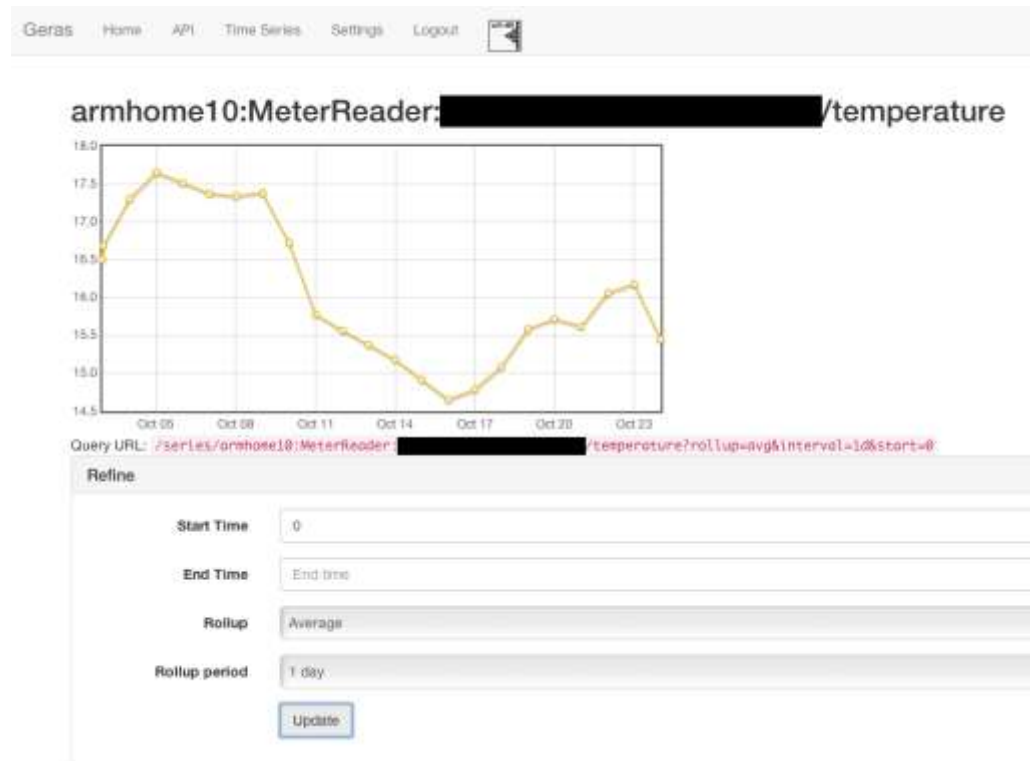 Geras Home API Time Series Settings Logout
armhome10:MeterReader: /temperature
18.0
17.5
17.0
16.5
16.0
15.5
15.0
14.5
Oct 05 Oct 08 Oct 11 Oct 14 Oct 17 Oct 20 Oct 23
Query URL: /series/armhome10:MeterReader: /temperature?rollup=avg&interval=1d&start=0
Refine
Start Time 0
End Time End time
Rollup Average
Rollup period 1 day
Update